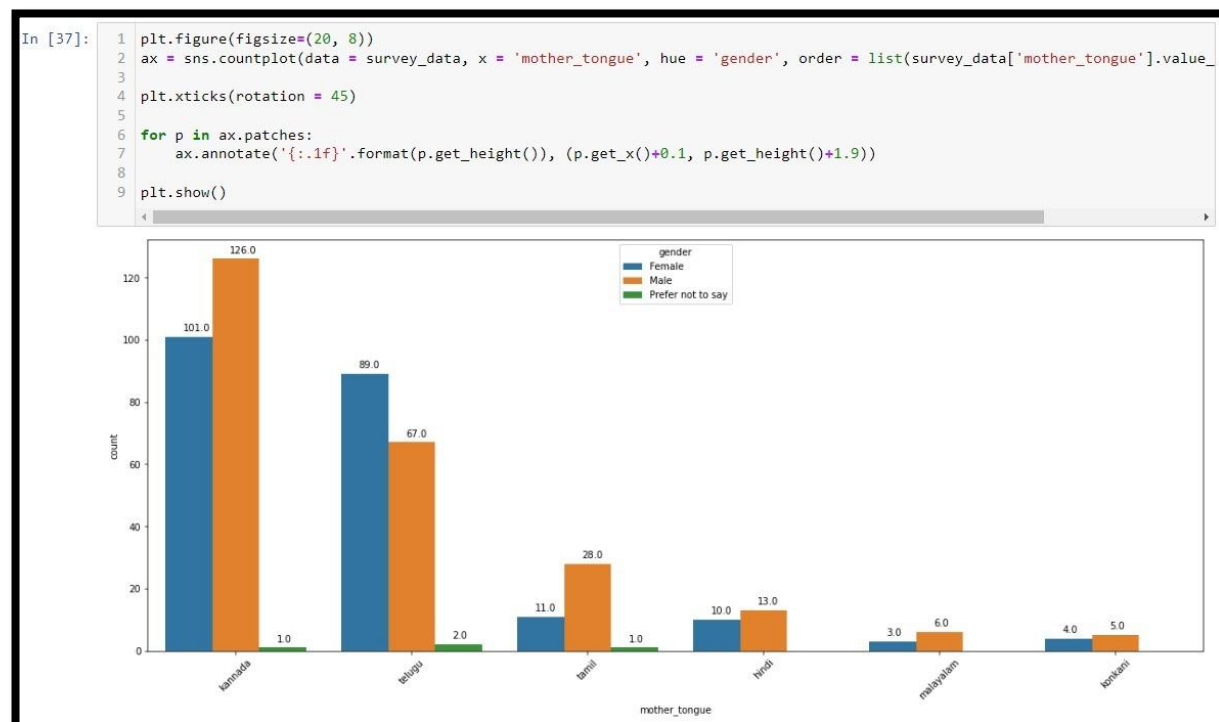 In [37]:
1 plt.figure(figsize=(20, 8))
2 ax = sns.countplot(data = survey_data, x = 'mother_tongue', hue = 'gender', order = list(survey_data['mother_tongue'].value_
3
4 plt.xticks(rotation = 45)
5
6 for p in ax.patches:
7     ax.annotate('{:.1f}'.format(p.get_height()), (p.get_x()+0.1, p.get_height()+1.9))
8
9 plt.show()
gender
Female
Male
Prefer not to say
126.0
120
101.0
100
89.0
80
67.0
count
60
40
28.0
20
11.0
10.0
13.0
3.0
6.0
4.0
5.0
1.0
2.0
1.0
0
kannada
telugu
tamil
hindi
malayalam
konkani
mother_tongue